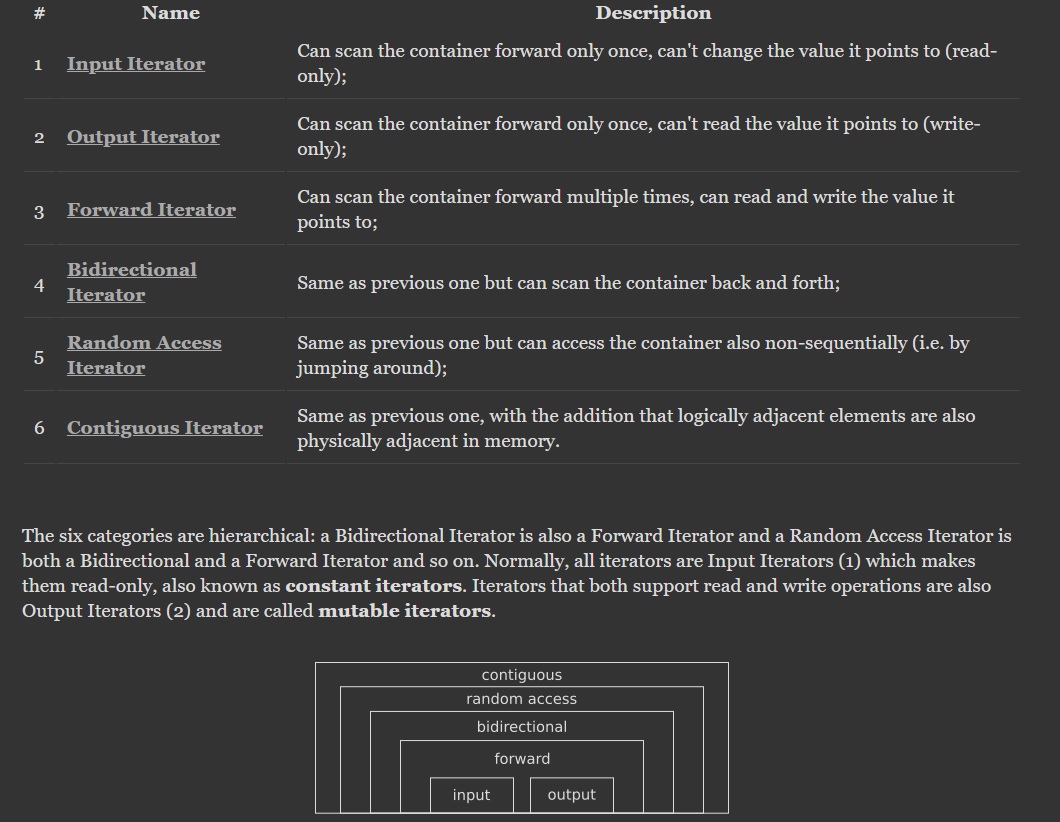 # Name Description
1 Input Iterator Can scan the container forward only once, can't change the value it points to (read-
only);
2 Output Iterator Can scan the container forward only once, can't read the value it points to (write-
only);
3 Forward Iterator Can scan the container forward multiple times, can read and write the value it
points to;
4 Bidirectional
Iterator Same as previous one but can scan the container back and forth;
5 Random Access
Iterator Same as previous one but can access the container also non-sequentially (i.e. by
jumping around);
6 Contiguous Iterator Same as previous one, with the addition that logically adjacent elements are also
physically adjacent in memory.
The six categories are hierarchical: a Bidirectional Iterator is also a Forward Iterator and a Random Access Iterator is
both a Bidirectional and a Forward Iterator and so on. Normally, all iterators are Input Iterators (1) which makes
them read-only, also known as constant iterators. Iterators that both support read and write operations are also
Output Iterators (2) and are called mutable iterators.
contiguous
random access
bidirectional
forward
input output